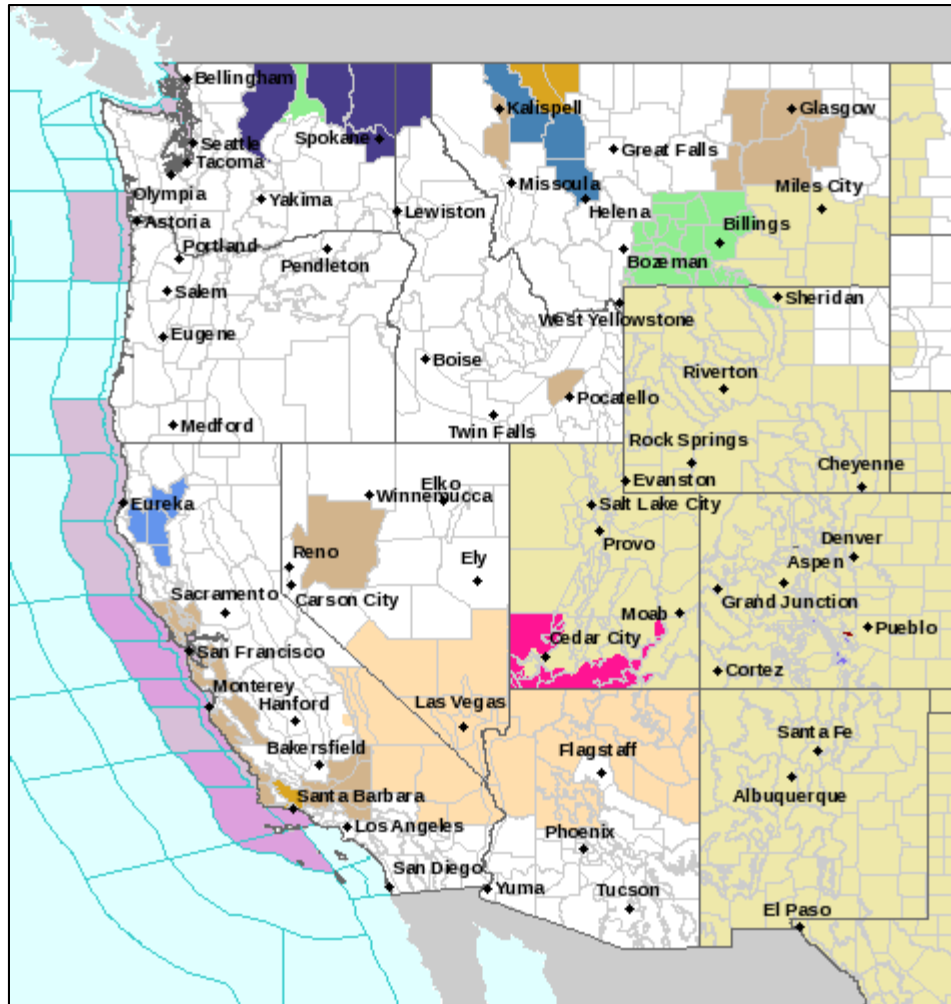 Bellingham
Kalispell
Glasgow
Seattle
Spokane
Great Falls
Tacoma
Olympia
Missoula
Miles City
Yakima
Lewiston
Helena
Astoria
Billings
Portland
Pendleton
Bozeman
Salem
Sheridan
West Yellowstone
Eugene
Boise
Riverton
Pocatello
Medford
Twin Falls
Rock Springs
Cheyenne
Elko
Evanston
Winnemucca
Eureka
Salt Lake City
Provo
Denver
Reno
Ely
Aspen
Carson City
Grand Junction
Sacramento
Moab
Pueblo
Cedar City
San Francisco
Cortez
Monterey
Hanford
Las Vegas
Santa Fe
Bakersfield
Flagstaff
Albuquerque
Santa Barbara
Los Angeles
Phoenix
San Diego
Yuma
Tucson
El Paso